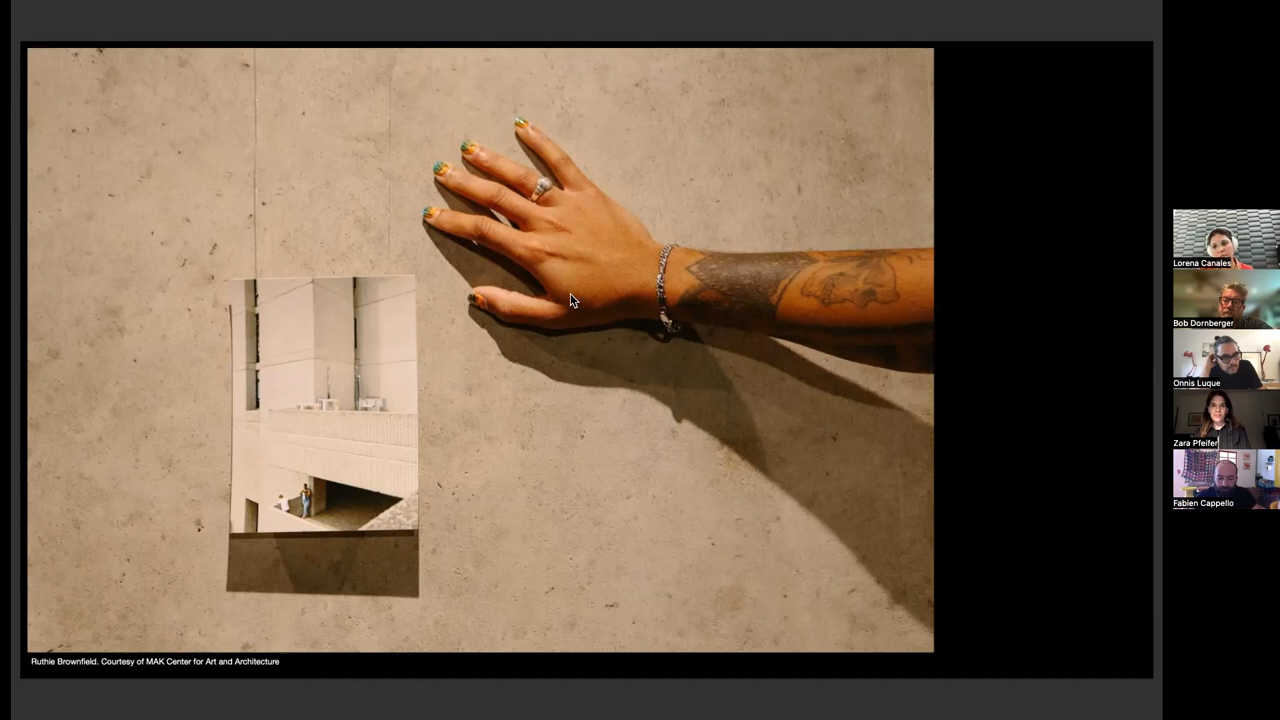 Lorena Canales
Bob Dornberger
Onnis Luque
Zara Pfeifer
Fabien Cappello
Ruthie Brownfield. Courtesy of MAK Center for Art and Architecture